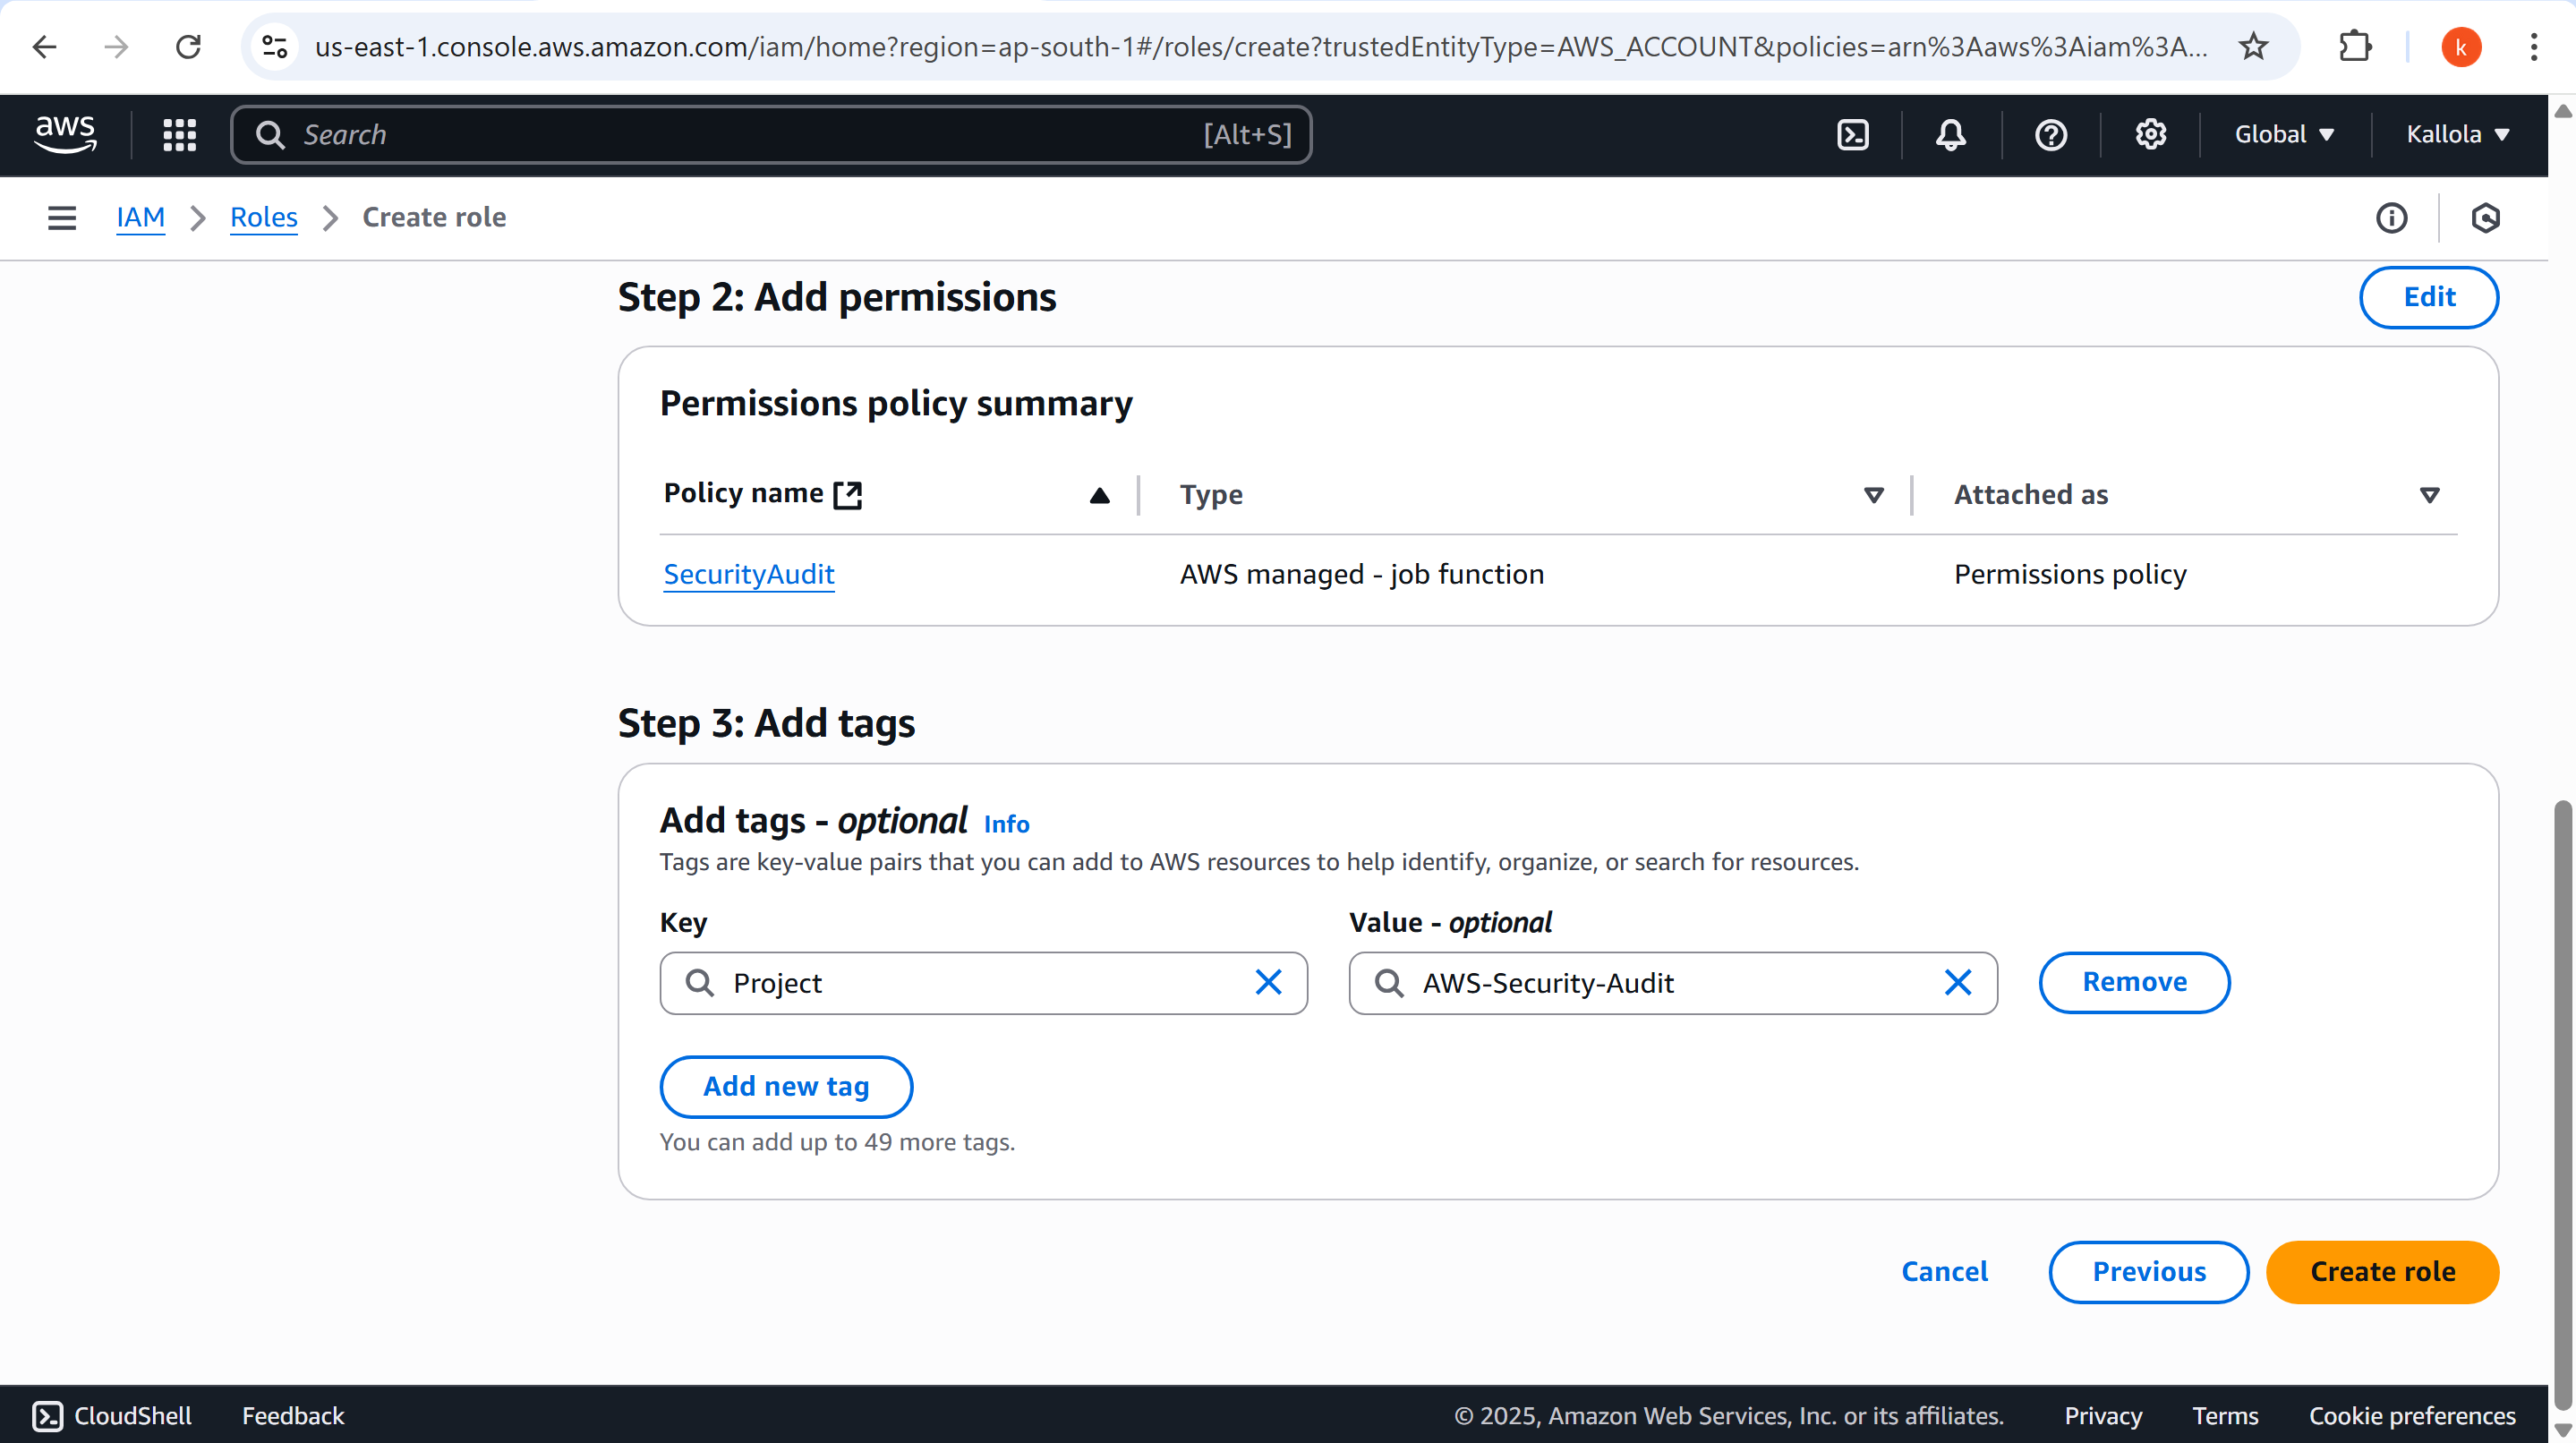 us-east-1.console.aws.amazon.com/iam/home?region=ap-south-1#/roles/create?trustedEntityType=AWS_ACCOUNT&policies=arn%3Aaws%3Aiam%3A...
k
aws
Search
[Alt+S]
Global
Kallola
IAM
Roles
Create role
Step 2: Add permissions
Edit
Permissions policy summary
Policy name
Type
Attached as
SecurityAudit
AWS managed - job function
Permissions policy
Step 3: Add tags
Add tags - optional Info
Tags are key-value pairs that you can add to AWS resources to help identify, organize, or search for resources.
Key
Value - optional
Project
AWS-Security-Audit
Remove
Add new tag
You can add up to 49 more tags.
Cancel
Previous
Create role
CloudShell
Feedback
© 2025, Amazon Web Services, Inc. or its affiliates.
Privacy
Terms
Cookie preferences